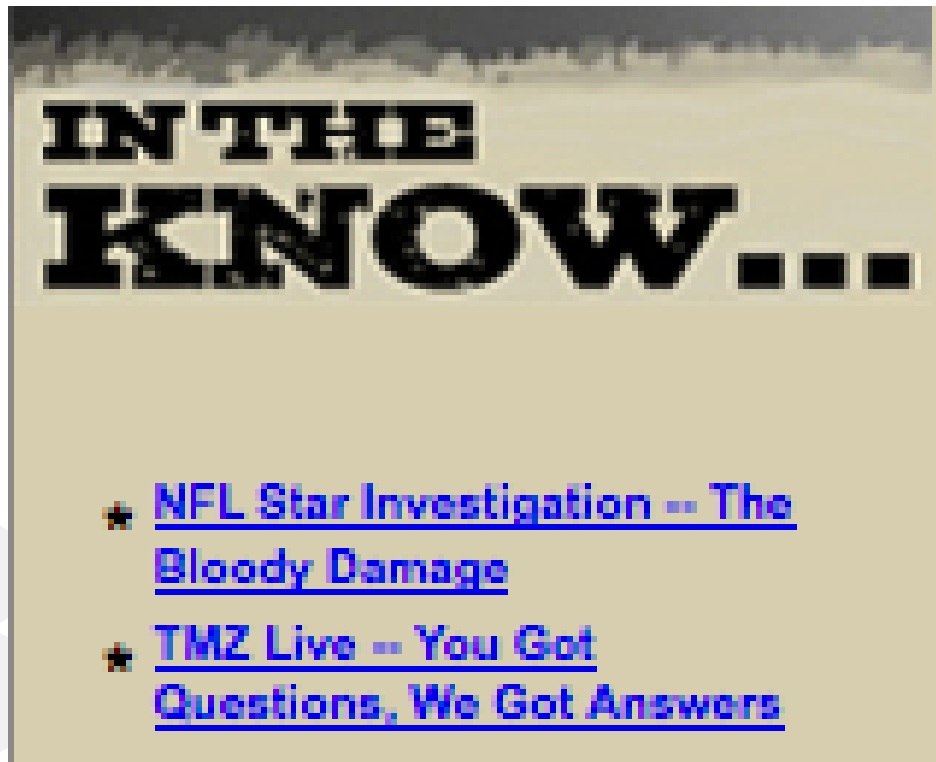 IN THE
KNOW...
* NFL Star Investigation -- The
Bloody Damage
* TMZ Live -- You Got
Questions, We Got Answers